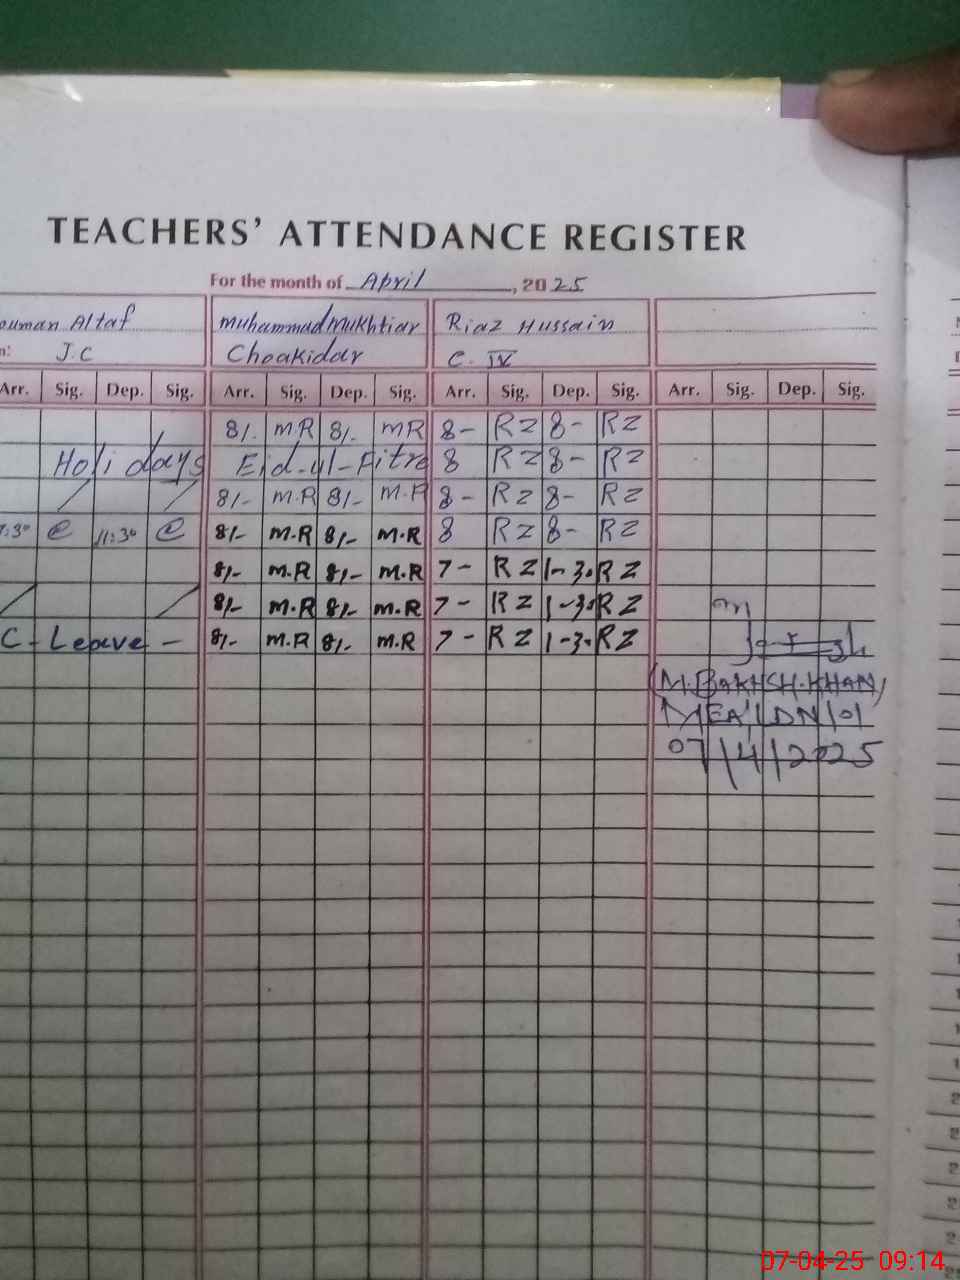 TEACHERS' ATTENDANCE REGISTER
For the month of April, 2025
ouman Altaf Muhammad Mukhtiar Riaz Hussain
n: J.C Choakidar C. IV
Arr. Sig. Dep. Sig. Arr. Sig. Dep. Sig. Arr. Sig. Dep. Sig. Arr. Sig. Dep. Sig.
8/- MR 8/- MR 8- RZ 8- RZ
Holidays Eid-ul-Fitre 8 RZ 8- RZ
8/- M.R 8/- M.R 8- RZ 8- RZ
:30 @ 11:30 @ 8/- M.R 8/- M.R 8 RZ 8- RZ
8/- M.R 8/- M.R 7- RZ 1-30 RZ
8/- M.R 8/- M.R 7- RZ 1-30 RZ
C-Leave - 8/- M.R 8/- M.R 7- RZ 1-30 RZ
(M.BAKHSH.KHAN)
MEA/LDN/01
07/4/2025
07-04-25 09:14